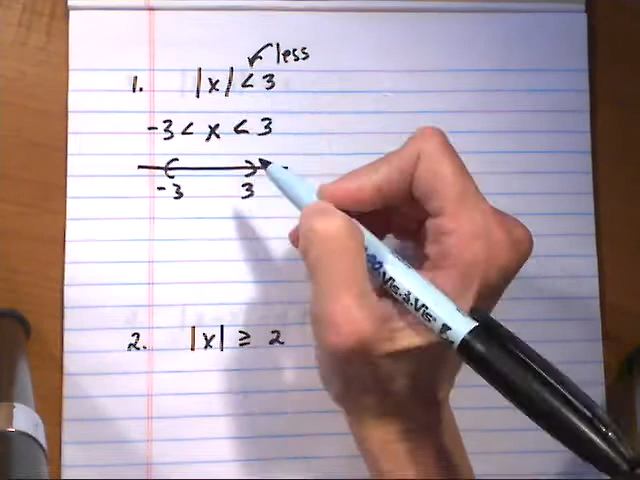 less
1. |x| < 3
-3 < x < 3
-3 3
Vis-à-Vis
2. |x| ≥ 2